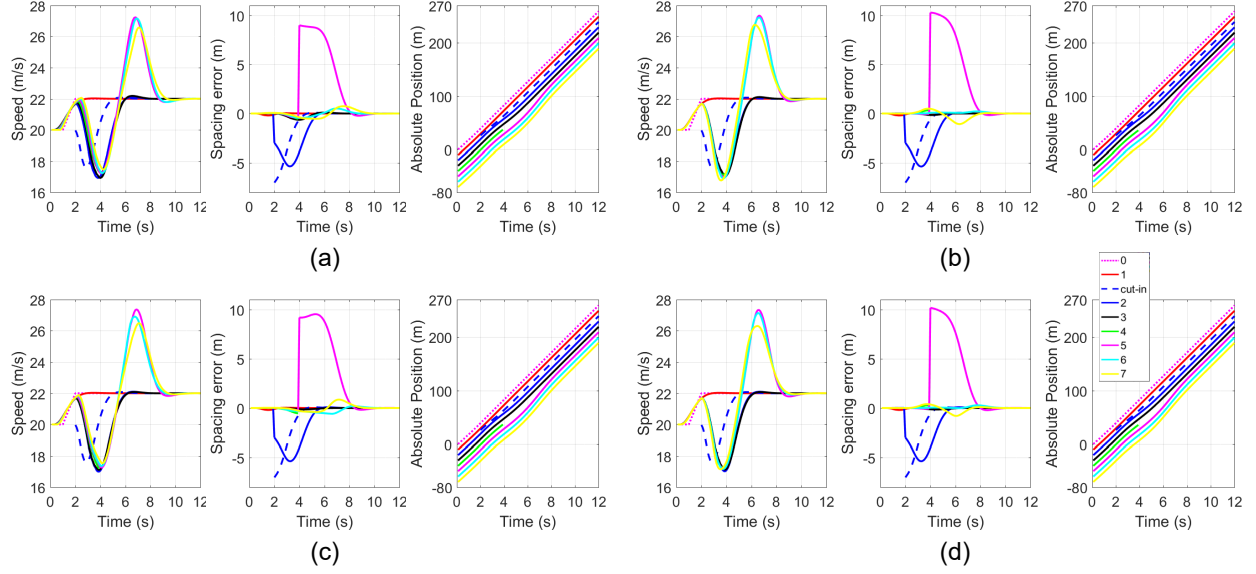 28
26
24
22
20
18
16
Speed (m/s)
0 2 4 6 8 10 12
Time (s)
10
5
0
-5
Spacing error (m)
0 2 4 6 8 10 12
Time (s)
270
200
100
0
-80
Absolute Position (m)
0 2 4 6 8 10 12
Time (s)
(a)
28
26
24
22
20
18
16
Speed (m/s)
0 2 4 6 8 10 12
Time (s)
10
5
0
-5
Spacing error (m)
0 2 4 6 8 10 12
Time (s)
270
200
100
0
-80
Absolute Position (m)
0 2 4 6 8 10 12
Time (s)
(b)
28
26
24
22
20
18
16
Speed (m/s)
0 2 4 6 8 10 12
Time (s)
10
5
0
-5
Spacing error (m)
0 2 4 6 8 10 12
Time (s)
270
200
100
0
-80
Absolute Position (m)
0 2 4 6 8 10 12
Time (s)
(c)
28
26
24
22
20
18
16
Speed (m/s)
0 2 4 6 8 10 12
Time (s)
10
5
0
-5
Spacing error (m)
0 2 4 6 8 10 12
Time (s)
270
200
100
0
-80
Absolute Position (m)
0 2 4 6 8 10 12
Time (s)
(d)
0
1
cut-in
2
3
4
5
6
7